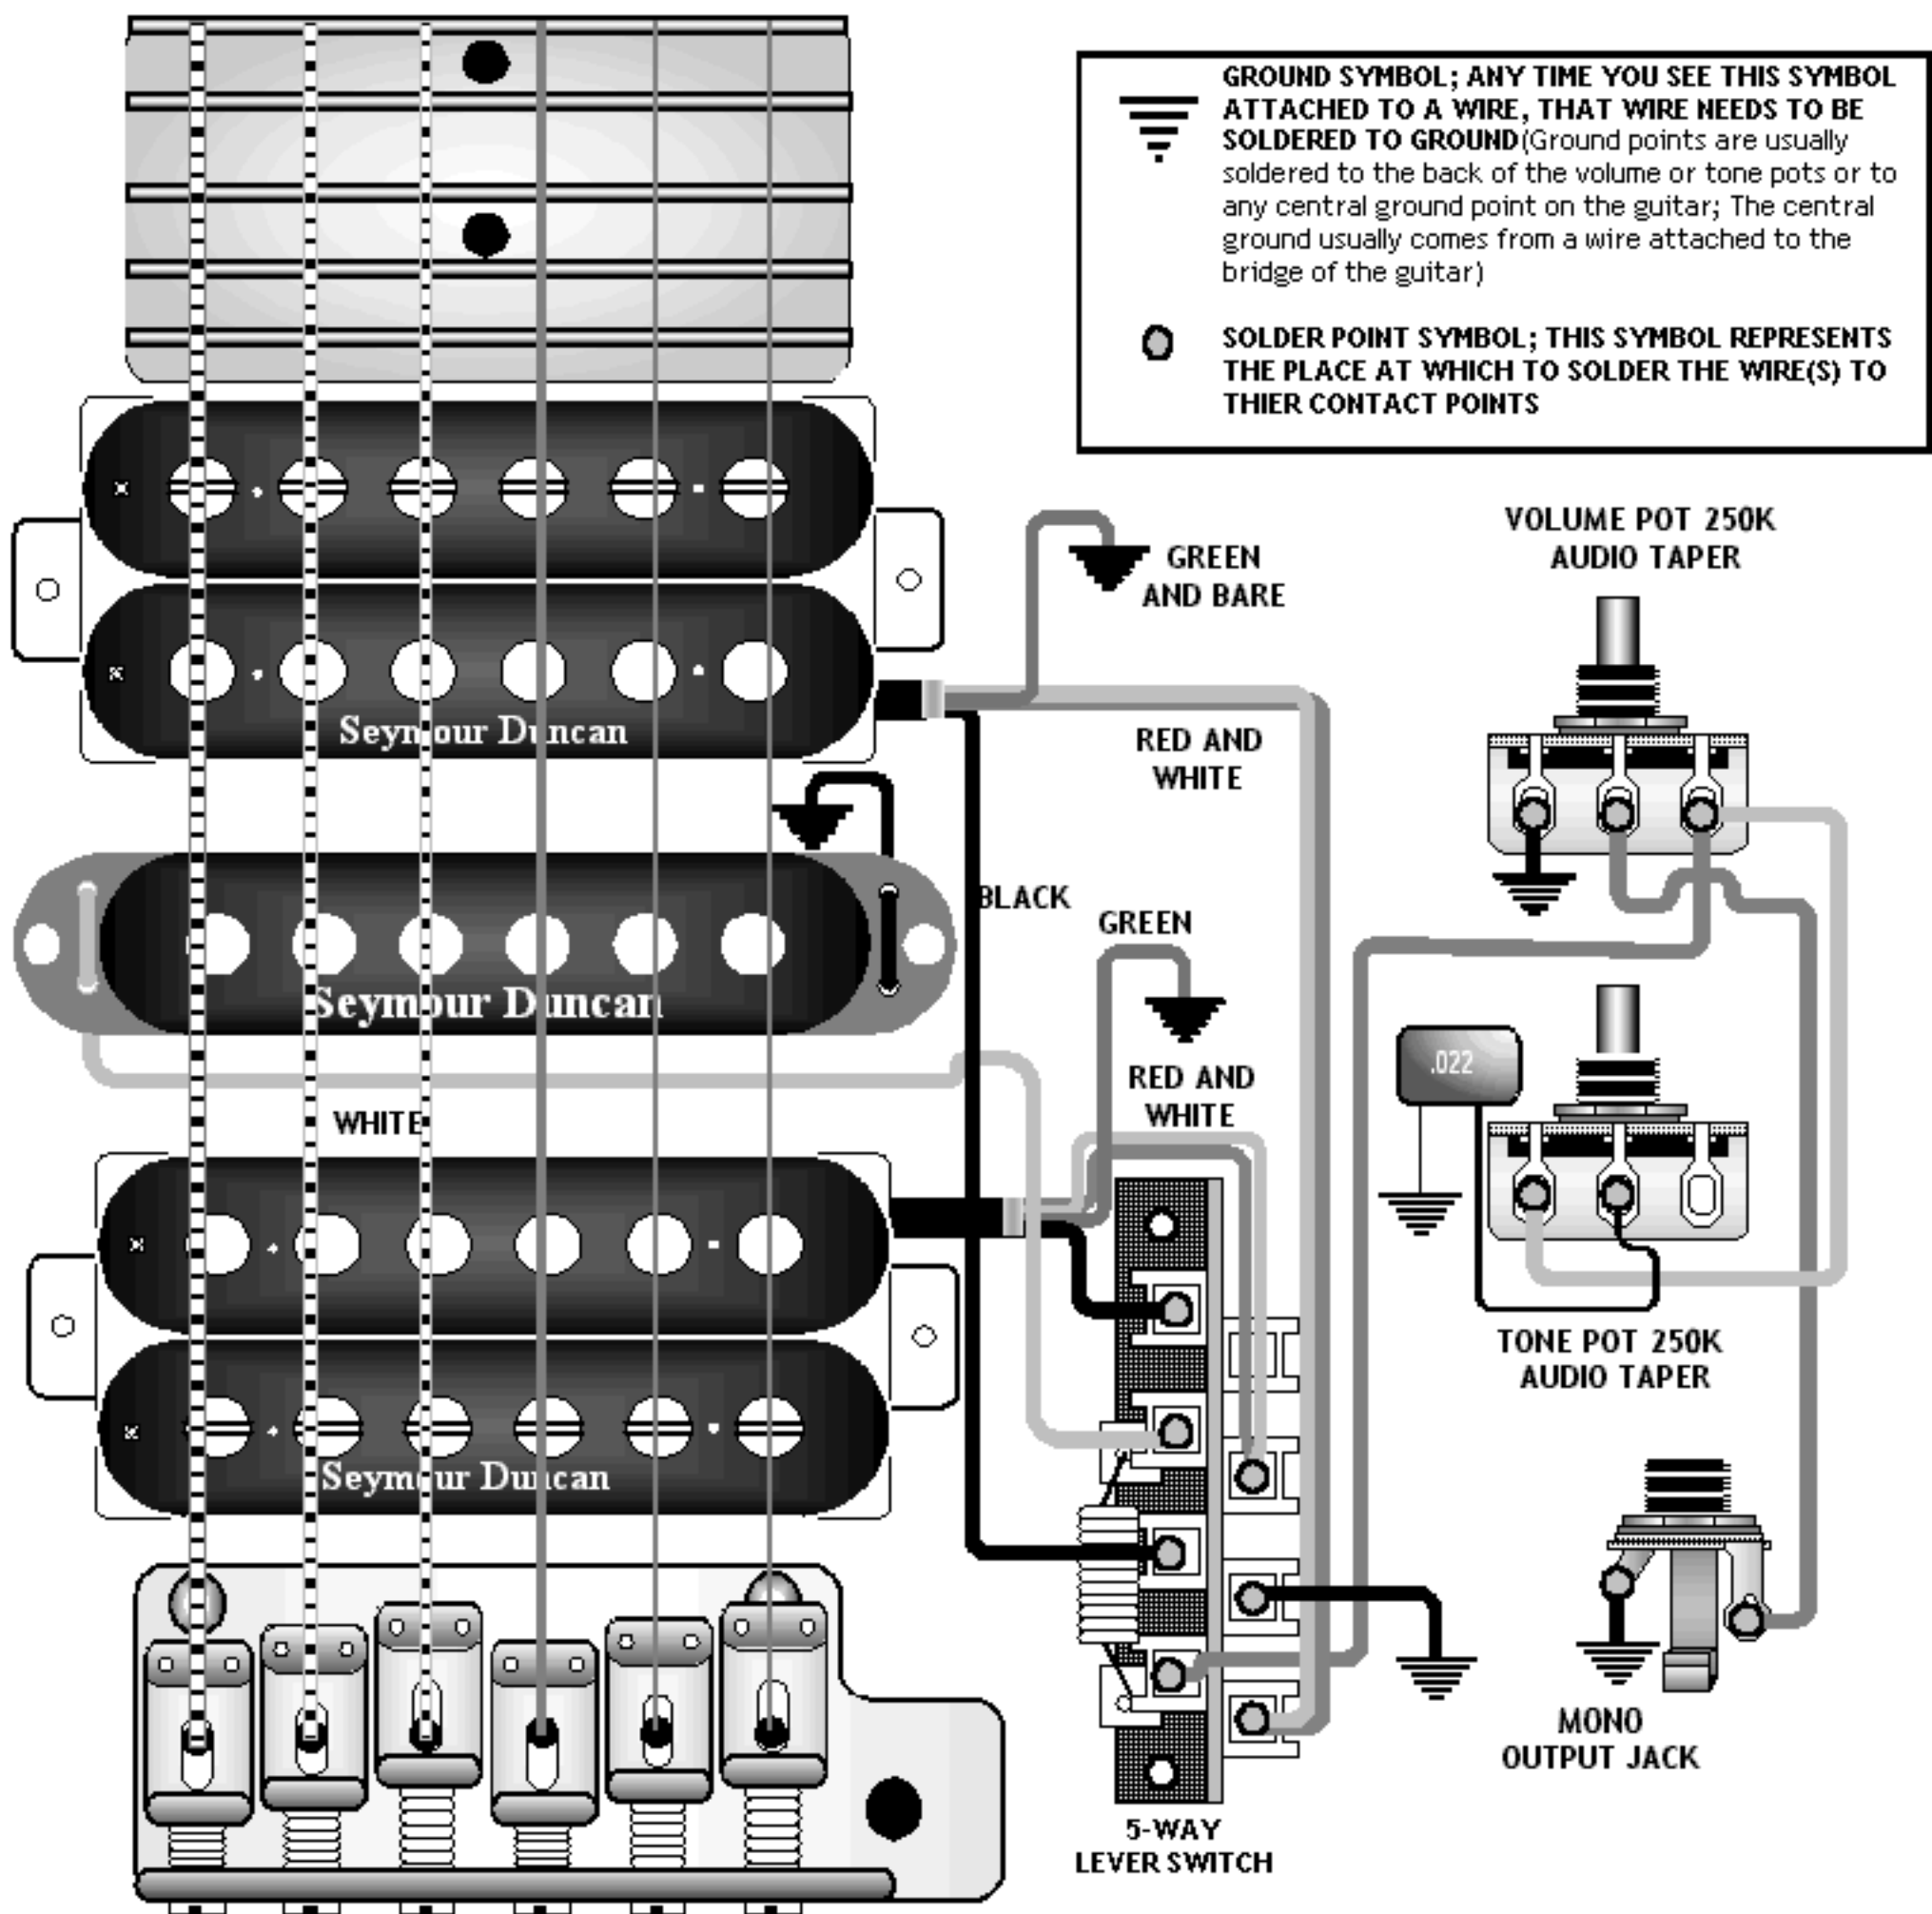 GROUND SYMBOL; ANY TIME YOU SEE THIS SYMBOL
ATTACHED TO A WIRE, THAT WIRE NEEDS TO BE
SOLDERED TO GROUND(Ground points are usually
soldered to the back of the volume or tone pots or to
any central ground point on the guitar; The central
ground usually comes from a wire attached to the
bridge of the guitar)
SOLDER POINT SYMBOL; THIS SYMBOL REPRESENTS
THE PLACE AT WHICH TO SOLDER THE WIRE(S) TO
THIER CONTACT POINTS
VOLUME POT 250K
AUDIO TAPER
GREEN
AND BARE
Seymour Duncan
RED AND
WHITE
BLACK
GREEN
Seymour Duncan
.022
RED AND
WHITE
WHITE
TONE POT 250K
AUDIO TAPER
Seymour Duncan
MONO
OUTPUT JACK
5-WAY
LEVER SWITCH